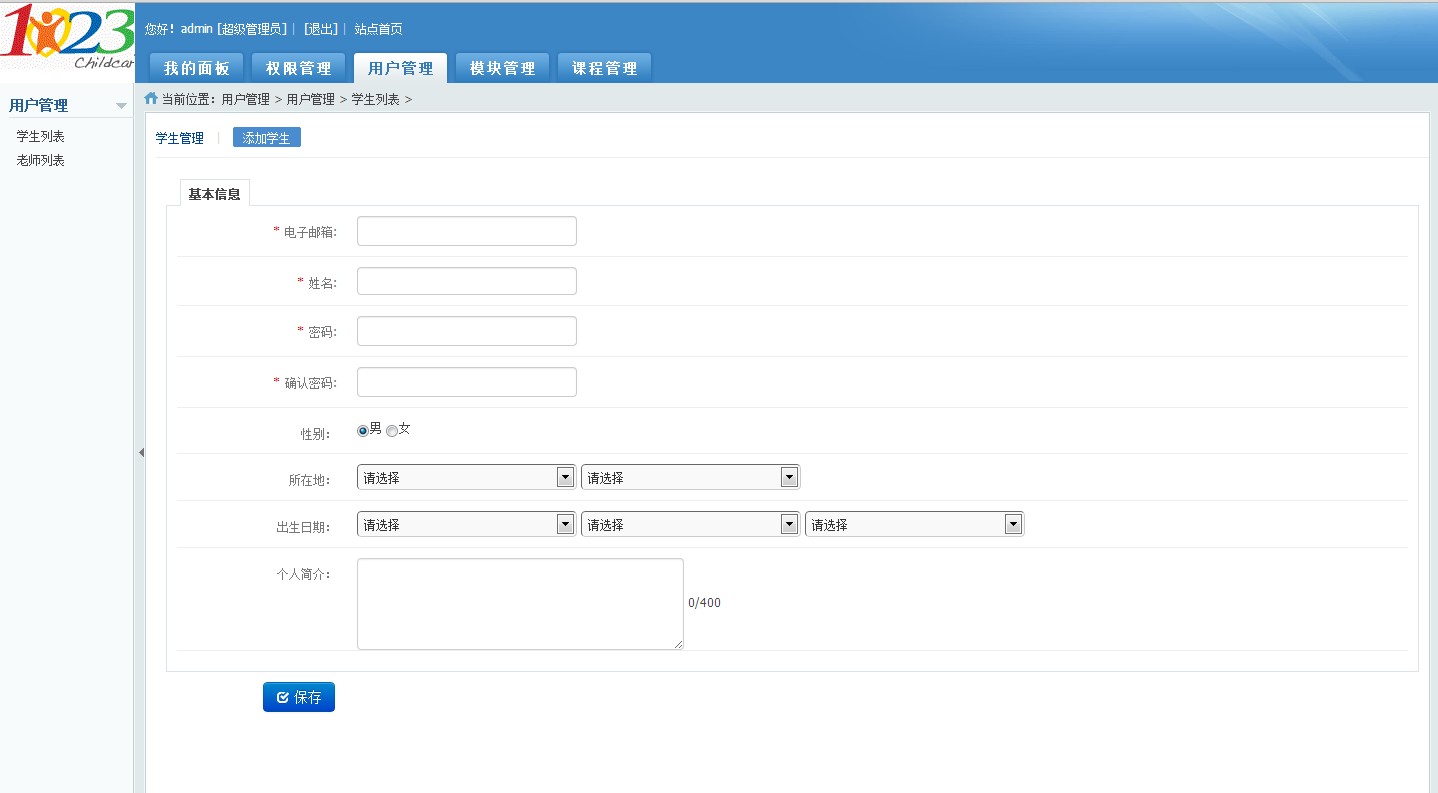 1023
Childcar
您好！admin [超级管理员] | [退出] | 站点首页
我的面板 权限管理 用户管理 模块管理 课程管理
用户管理
学生列表
老师列表
当前位置：用户管理 > 用户管理 > 学生列表 >
学生管理 | 添加学生
基本信息
* 电子邮箱:
* 姓名:
* 密码:
* 确认密码:
性别： 男 女
所在地： 请选择 请选择
出生日期： 请选择 请选择 请选择
个人简介：
0/400
保存